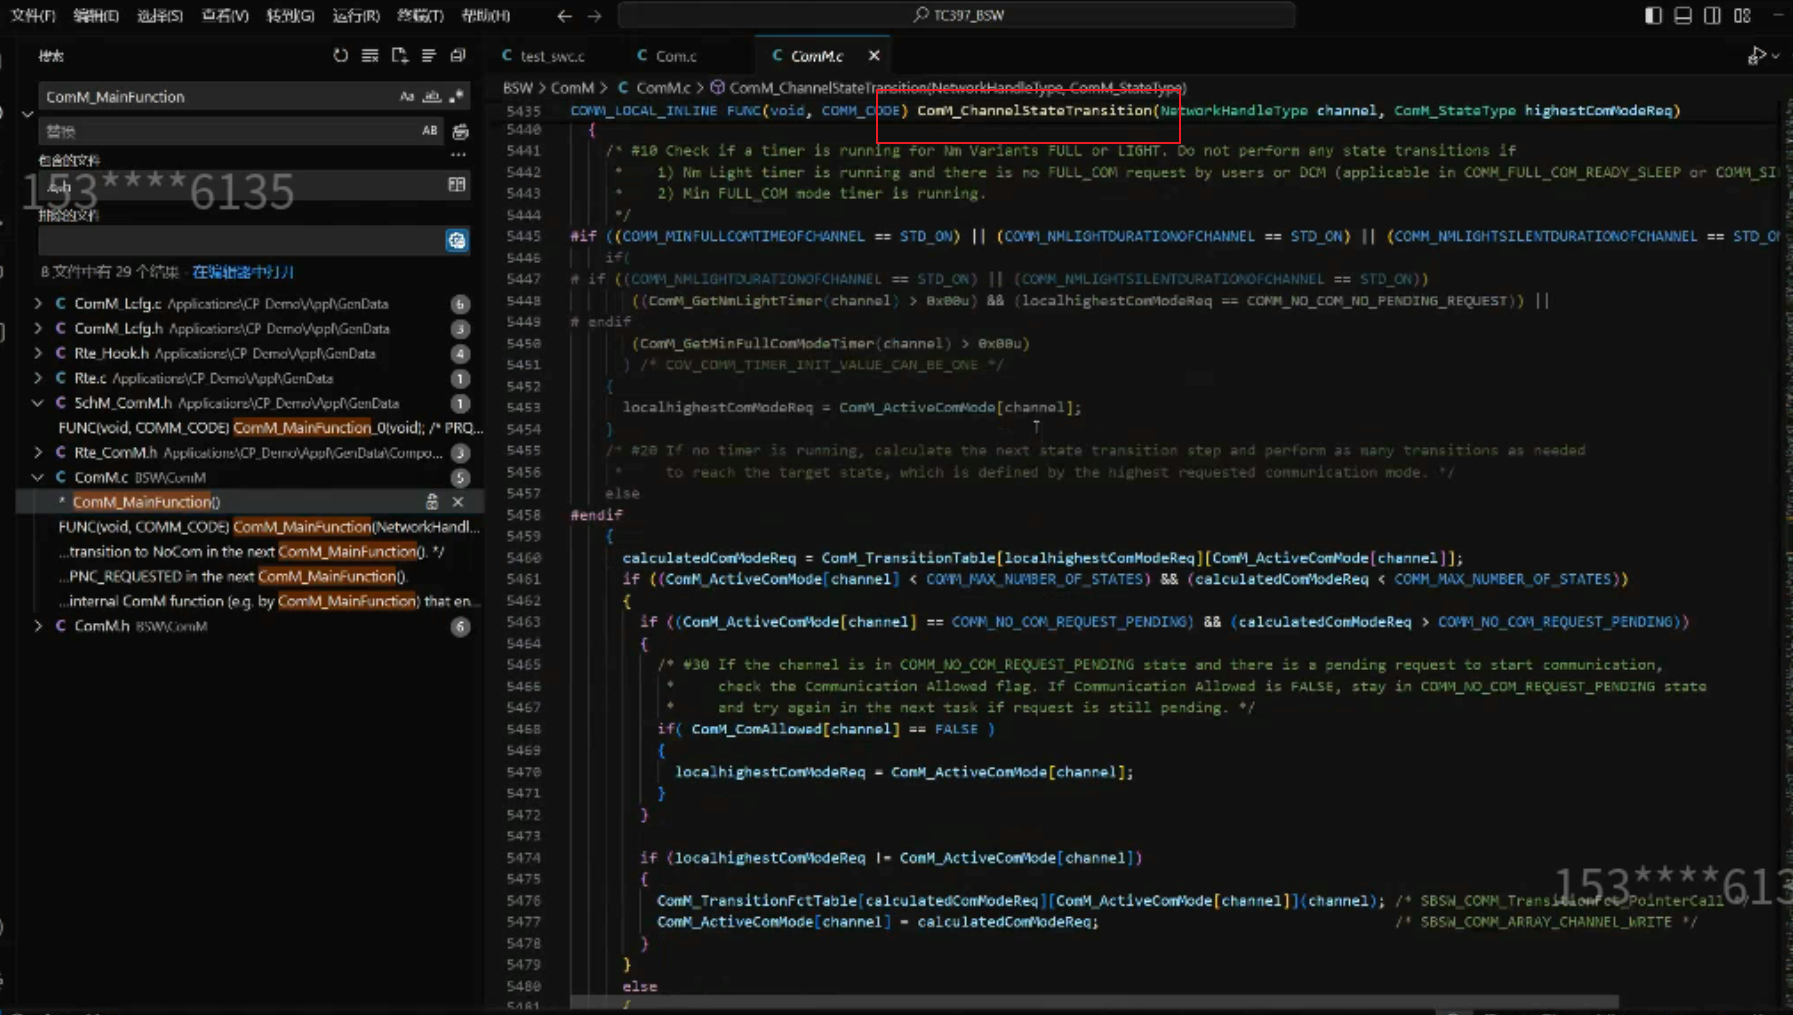 文件(F) 编辑(E) 选择(S) 查看(V) 转到(G) 运行(R) 终端(T) 帮助(H) TC397_BSW
搜索
ComM_MainFunction
替换
AB
包含的文件
153****6135
排除的文件
8 文件中有 29 个结果 - 在编辑器中打开
ComM_Lcfg.c Applications\CP_Demo\Appl\GenData 6
ComM_Lcfg.h Applications\CP_Demo\Appl\GenData 3
Rte_Hook.h Applications\CP_Demo\Appl\GenData 4
Rte.c Applications\CP_Demo\Appl\GenData 1
SchM_ComM.h Applications\CP_Demo\Appl\GenData 1
FUNC(void, COMM_CODE) ComM_MainFunction_0(void); /* PRQ...
Rte_ComM.h Applications\CP_Demo\Appl\GenData\Compo... 3
ComM.c BSW\ComM 5
* ComM_MainFunction()
FUNC(void, COMM_CODE) ComM_MainFunction(NetworkHandl...
...transition to NoCom in the next ComM_MainFunction(). */
...PNC_REQUESTED in the next ComM_MainFunction().
...internal ComM function (e.g. by ComM_MainFunction) that en...
ComM.h BSW\ComM 6
test_swc.c Com.c ComM.c
BSW > ComM > ComM.c > ComM_ChannelStateTransition(NetworkHandleType, ComM_StateType)
5435 COMM_LOCAL_INLINE FUNC(void, COMM_CODE) ComM_ChannelStateTransition(NetworkHandleType channel, ComM_StateType highestComModeReq)
5440 {
5441 /* #10 Check if a timer is running for Nm Variants FULL or LIGHT. Do not perform any state transitions if
5442 * 1) Nm Light timer is running and there is no FULL_COM request by users or DCM (applicable in COMM_FULL_COM_READY_SLEEP or COMM_SI
5443 * 2) Min FULL_COM mode timer is running.
5444 */
5445 #if ((COMM_MINFULLCOMTIMEOFCHANNEL == STD_ON) || (COMM_NMLIGHTDURATIONOFCHANNEL == STD_ON) || (COMM_NMLIGHTSILENTDURATIONOFCHANNEL == STD_ON
5446 if(
5447 # if ((COMM_NMLIGHTDURATIONOFCHANNEL == STD_ON) || (COMM_NMLIGHTSILENTDURATIONOFCHANNEL == STD_ON))
5448 ((ComM_GetNmLightTimer(channel) > 0x00u) && (localhighestComModeReq == COMM_NO_COM_NO_PENDING_REQUEST)) ||
5449 # endif
5450 (ComM_GetMinFullComModeTimer(channel) > 0x00u)
5451 ) /* COV_COMM_TIMER_INIT_VALUE_CAN_BE_ONE */
5452 {
5453 localhighestComModeReq = ComM_ActiveComMode[channel];
5454 }
5455 /* #20 If no timer is running, calculate the next state transition step and perform as many transitions as needed
5456 * to reach the target state, which is defined by the highest requested communication mode. */
5457 else
5458 #endif
5459 {
5460 calculatedComModeReq = ComM_TransitionTable[localhighestComModeReq][ComM_ActiveComMode[channel]];
5461 if ((ComM_ActiveComMode[channel] < COMM_MAX_NUMBER_OF_STATES) && (calculatedComModeReq < COMM_MAX_NUMBER_OF_STATES))
5462 {
5463 if ((ComM_ActiveComMode[channel] == COMM_NO_COM_REQUEST_PENDING) && (calculatedComModeReq > COMM_NO_COM_REQUEST_PENDING))
5464 {
5465 /* #30 If the channel is in COMM_NO_COM_REQUEST_PENDING state and there is a pending request to start communication,
5466 * check the Communication Allowed flag. If Communication Allowed is FALSE, stay in COMM_NO_COM_REQUEST_PENDING state
5467 * and try again in the next task if request is still pending. */
5468 if( ComM_ComAllowed[channel] == FALSE )
5469 {
5470 localhighestComModeReq = ComM_ActiveComMode[channel];
5471 }
5472 }
5473
5474 if (localhighestComModeReq != ComM_ActiveComMode[channel])
5475 {
5476 ComM_TransitionFctTable[calculatedComModeReq][ComM_ActiveComMode[channel]](channel); /* SBSW_COMM_TransitionFct_PointerCall */
5477 ComM_ActiveComMode[channel] = calculatedComModeReq; /* SBSW_COMM_ARRAY_CHANNEL_WRITE */
5478 }
5479 }
5480 else
5481 {
153****613